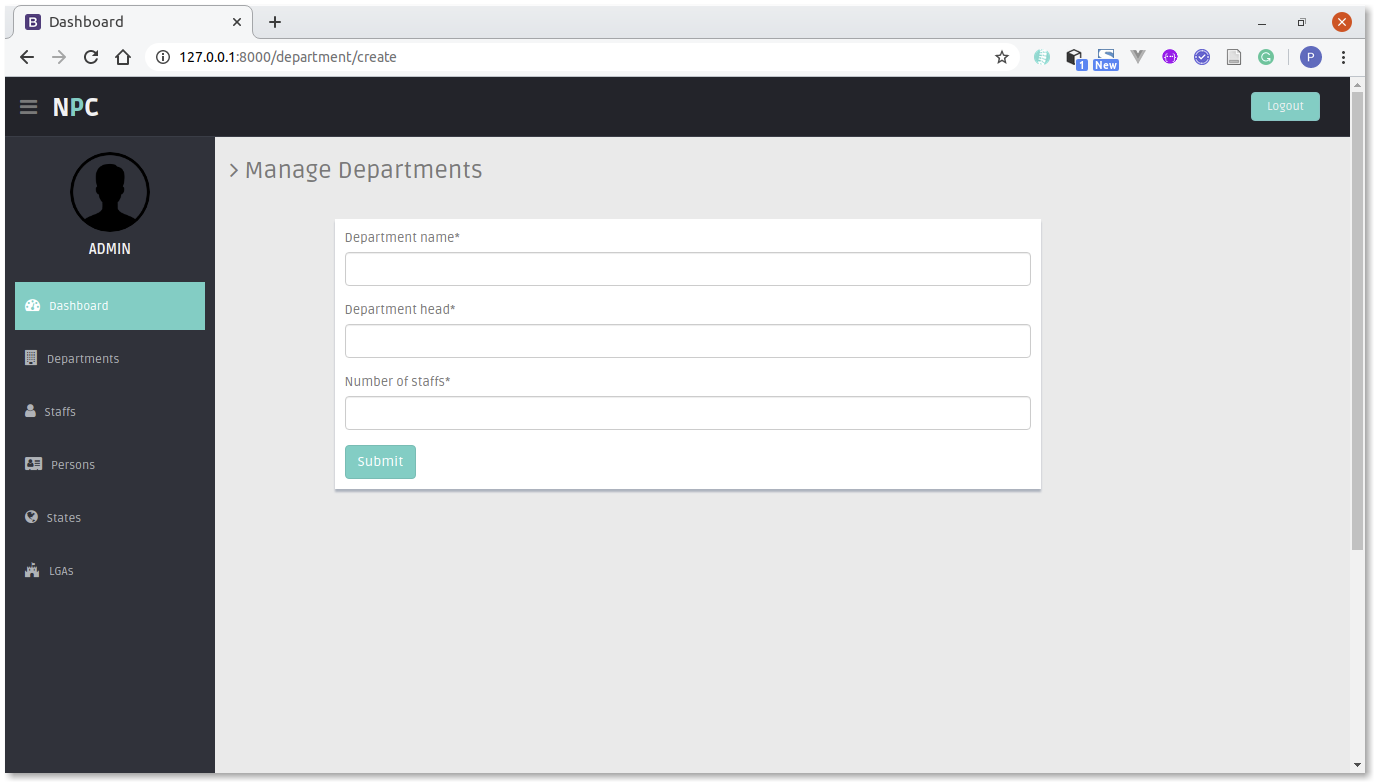 B Dashboard
127.0.0.1:8000/department/create
1 New G P
NPC
Logout
ADMIN
Dashboard
Departments
Staffs
Persons
States
LGAs
Manage Departments
Department name*
Department head*
Number of staffs*
Submit